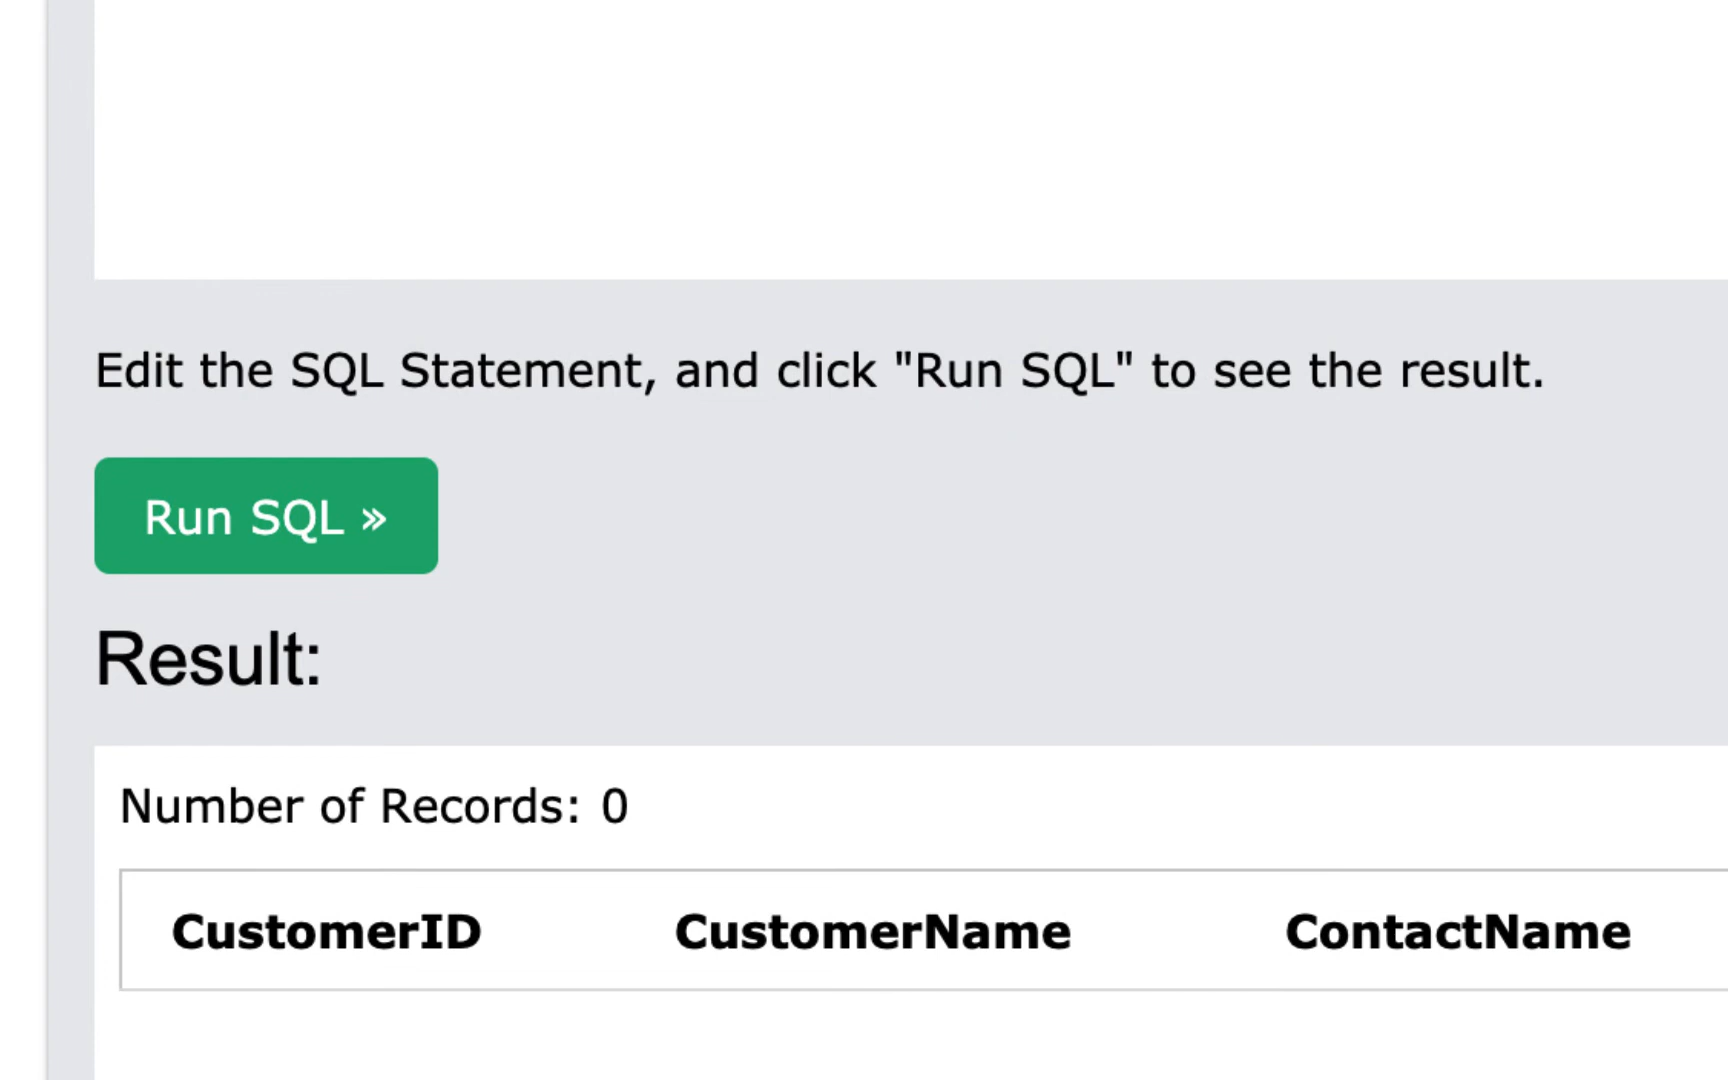 Edit the SQL Statement, and click "Run SQL" to see the result.
Run SQL »
Result:
Number of Records: 0
CustomerID CustomerName ContactName